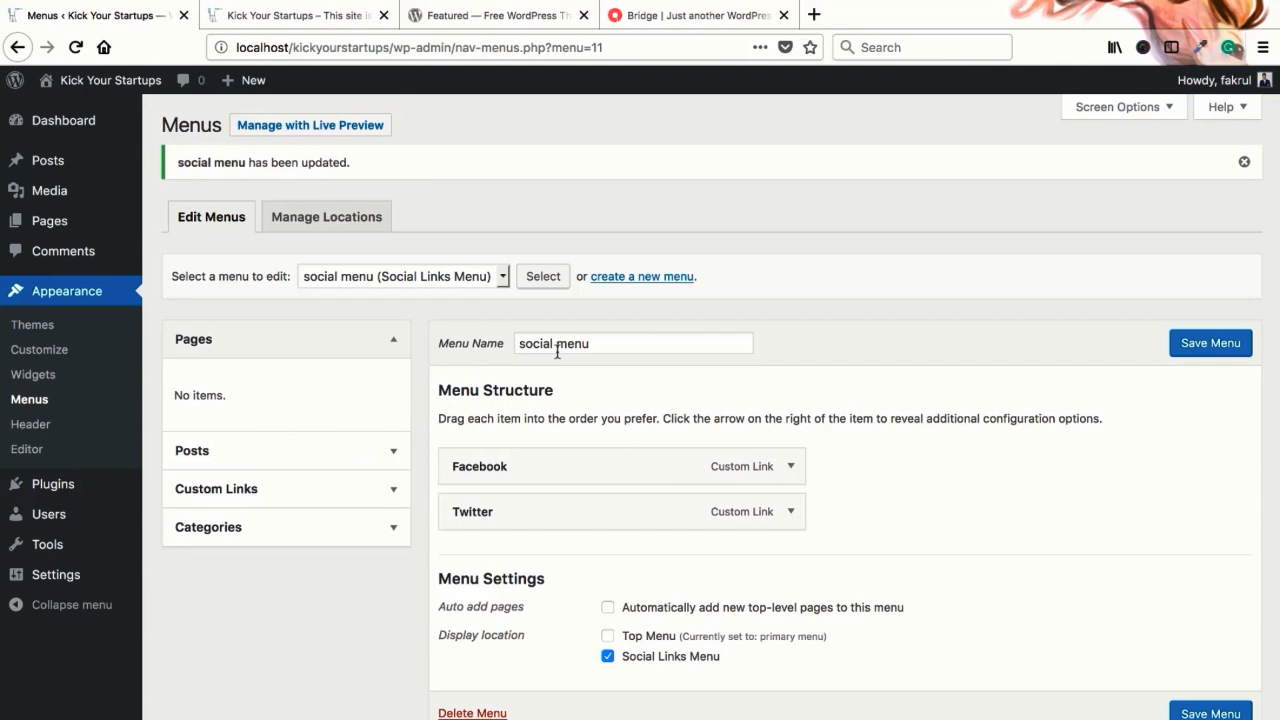 Menus < Kick Your Startups — W
Kick Your Startups – This site is
Featured — Free WordPress Th
Bridge | Just another WordPres
localhost/kickyourstartups/wp-admin/nav-menus.php?menu=11
Search
Kick Your Startups 0 New
Howdy, fakrul
Screen Options
Help
Dashboard
Posts
Media
Pages
Comments
Appearance
Themes
Customize
Widgets
Menus
Header
Editor
Plugins
Users
Tools
Settings
Collapse menu
Menus
Manage with Live Preview
social menu has been updated.
Edit Menus
Manage Locations
Select a menu to edit: social menu (Social Links Menu) Select or create a new menu.
Pages
No items.
Posts
Custom Links
Categories
Menu Name social menu
Save Menu
Menu Structure
Drag each item into the order you prefer. Click the arrow on the right of the item to reveal additional configuration options.
Facebook Custom Link
Twitter Custom Link
Menu Settings
Auto add pages Automatically add new top-level pages to this menu
Display location Top Menu (Currently set to: primary menu)
Social Links Menu
Delete Menu
Save Menu